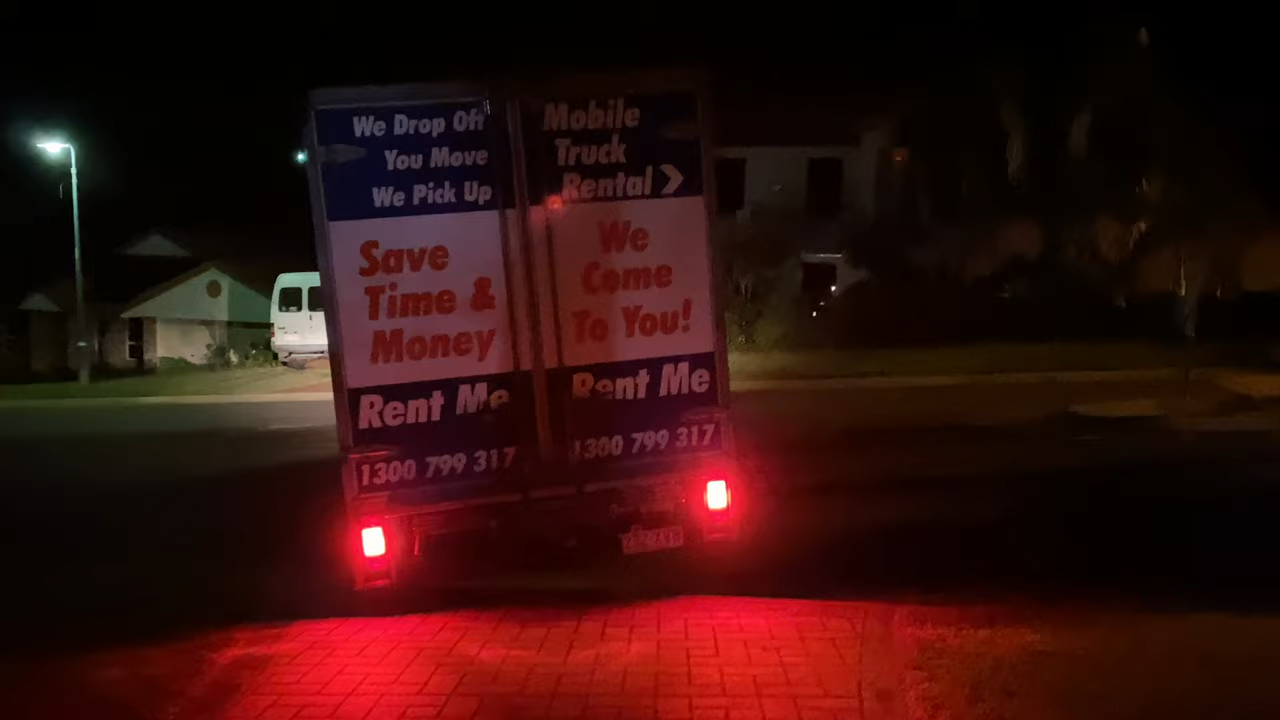 We Drop Off
You Move
We Pick Up
Save
Time &
Money
Rent Me
1300 799 317
Mobile
Truck
Rental
We
Come
To You!
Rent Me
1300 799 317